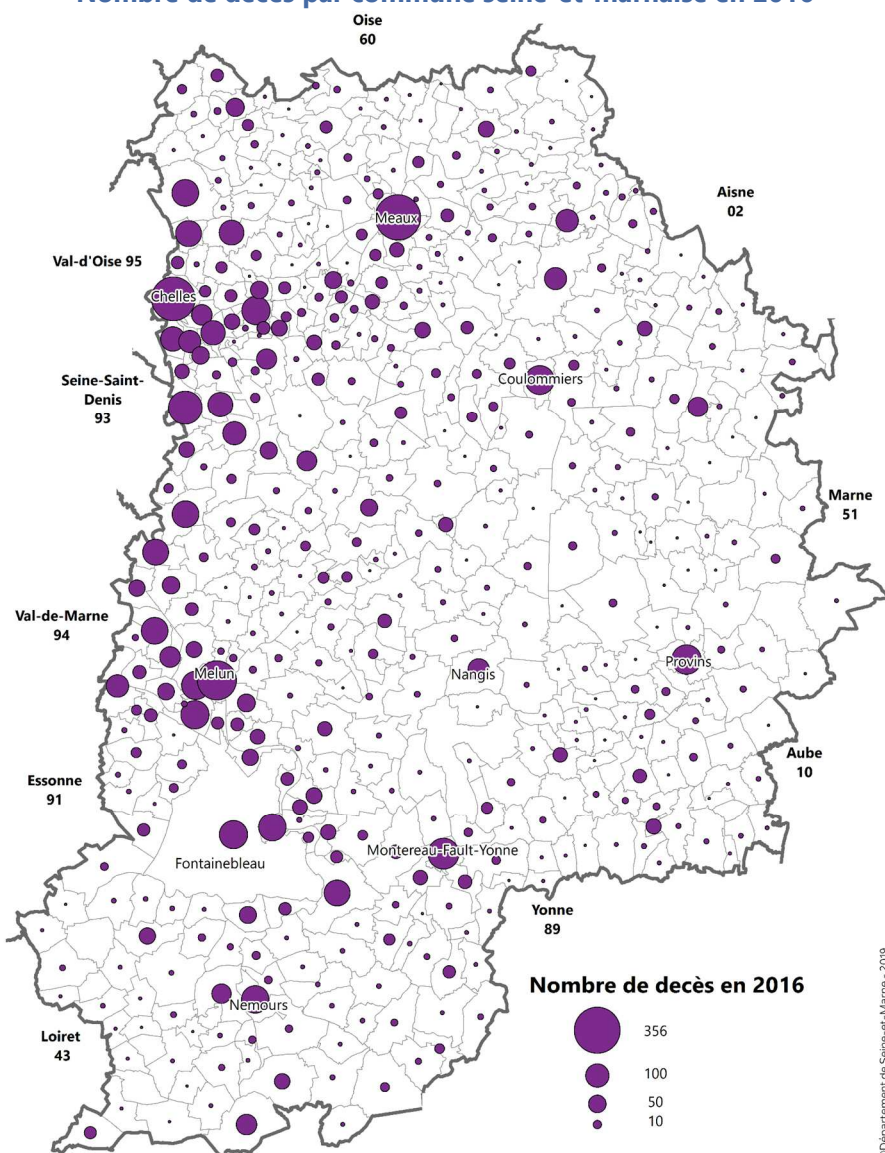 Nombre de décès par commune seine-et-marnaise en 2016
Oise
60
Aisne
02
Meaux
Val-d'Oise 95
Chelles
Seine-Saint-
Denis
93
Coulommiers
Marne
51
Val-de-Marne
94
Melun
Nangis
Provins
Aube
10
Essonne
91
Montereau-Fault-Yonne
Fontainebleau
Yonne
89
Nombre de decès en 2016
Nemours
356
Loiret
43
100
50
10
©Département de Seine-et-Marne - 2019